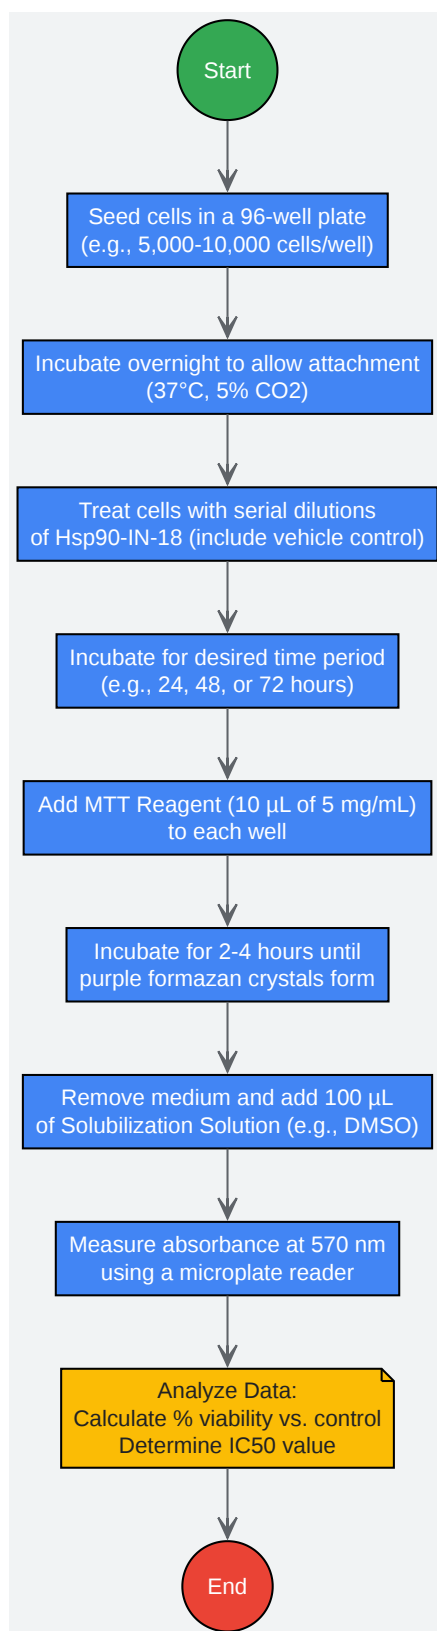 Start
Seed cells in a 96-well plate
(e.g., 5,000-10,000 cells/well)
Incubate overnight to allow attachment
(37°C, 5% CO2)
Treat cells with serial dilutions
of Hsp90-IN-18 (include vehicle control)
Incubate for desired time period
(e.g., 24, 48, or 72 hours)
Add MTT Reagent (10 µL of 5 mg/mL)
to each well
Incubate for 2-4 hours until
purple formazan crystals form
Remove medium and add 100 µL
of Solubilization Solution (e.g., DMSO)
Measure absorbance at 570 nm
using a microplate reader
Analyze Data:
Calculate % viability vs. control
Determine IC50 value
End